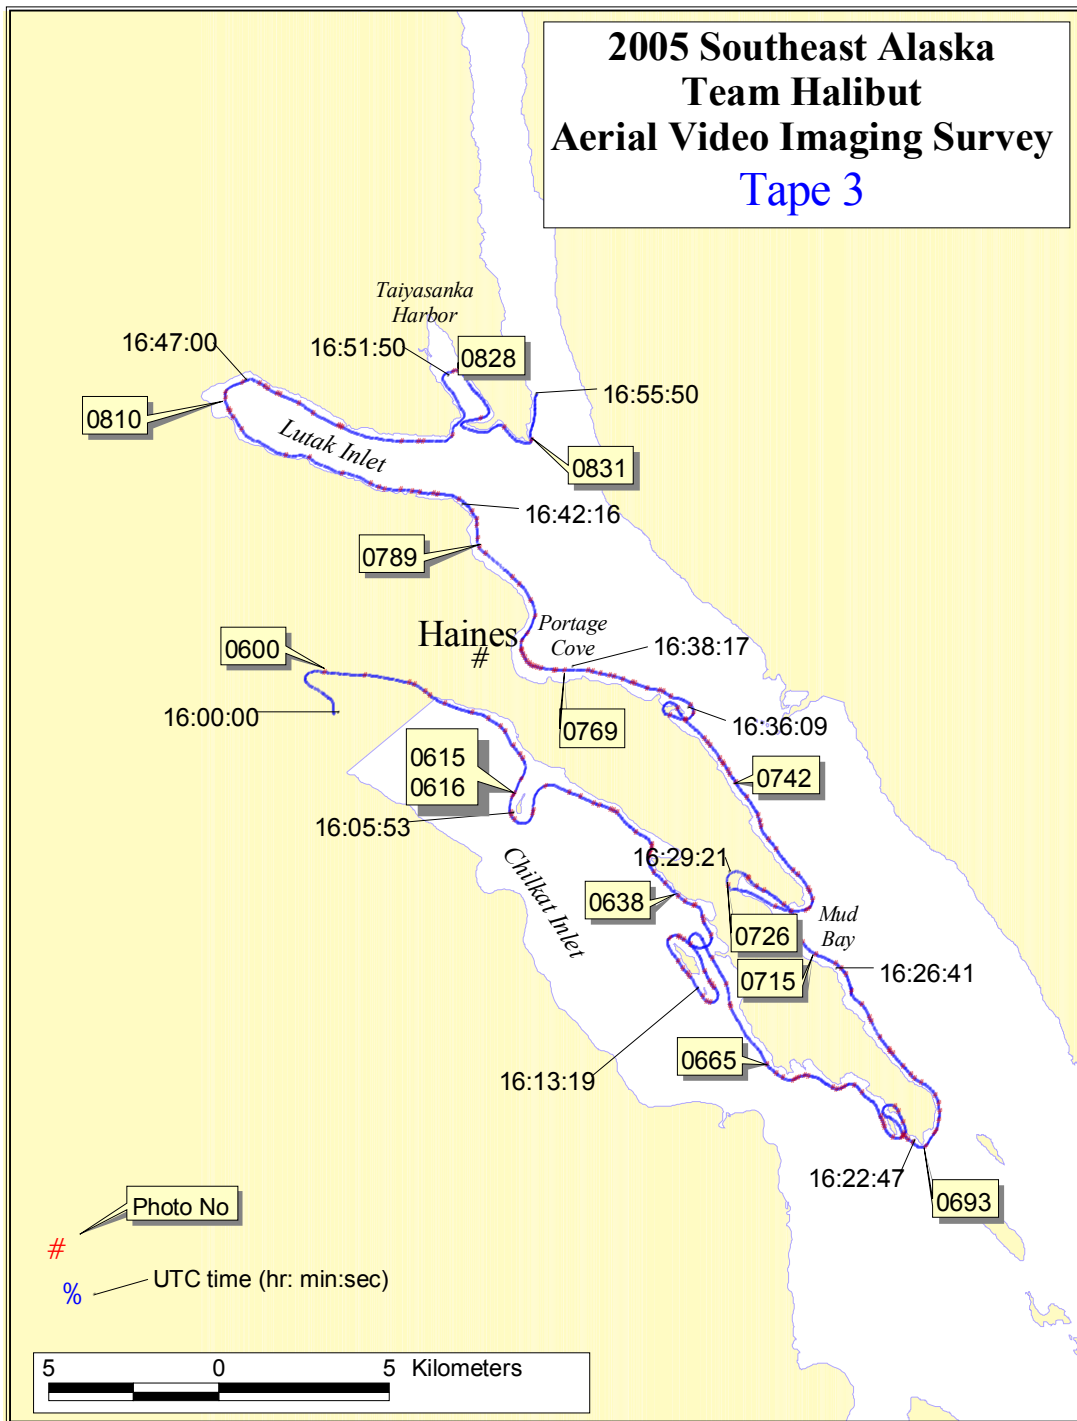 2005 Southeast Alaska
Team Halibut
Aerial Video Imaging Survey
Tape 3
Taiyasanka
Harbor
16:47:00
16:51:50
0828
0810
16:55:50
Lutak Inlet
0831
16:42:16
0789
Haines
#
Portage
Cove
0600
16:38:17
16:00:00
0769
16:36:09
0615
0616
0742
16:05:53
Chilkat Inlet
16:29:21
0638
0726
Mud
Bay
0715
16:26:41
0665
16:13:19
16:22:47
0693
Photo No
#
% UTC time (hr: min:sec)
5 0 5 Kilometers